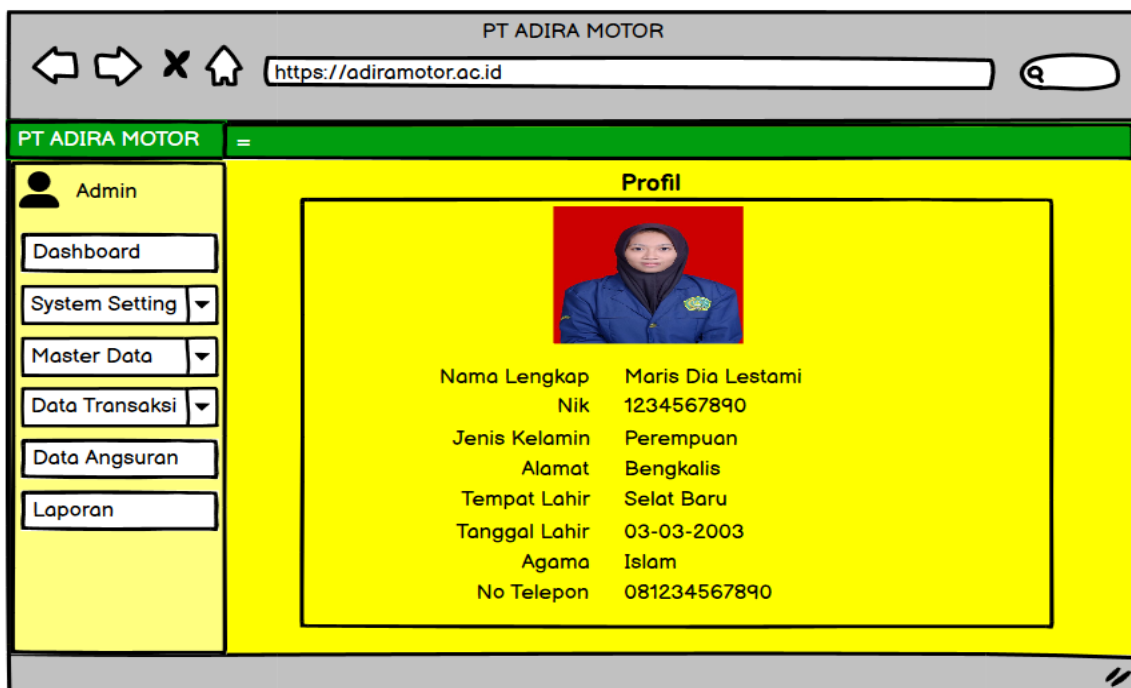 PT ADIRA MOTOR
https://adiramotor.ac.id
PT ADIRA MOTOR =
Admin
Dashboard
System Setting
Master Data
Data Transaksi
Data Angsuran
Laporan
Profil
Nama Lengkap Maris Dia Lestami
Nik 1234567890
Jenis Kelamin Perempuan
Alamat Bengkalis
Tempat Lahir Selat Baru
Tanggal Lahir 03-03-2003
Agama Islam
No Telepon 081234567890